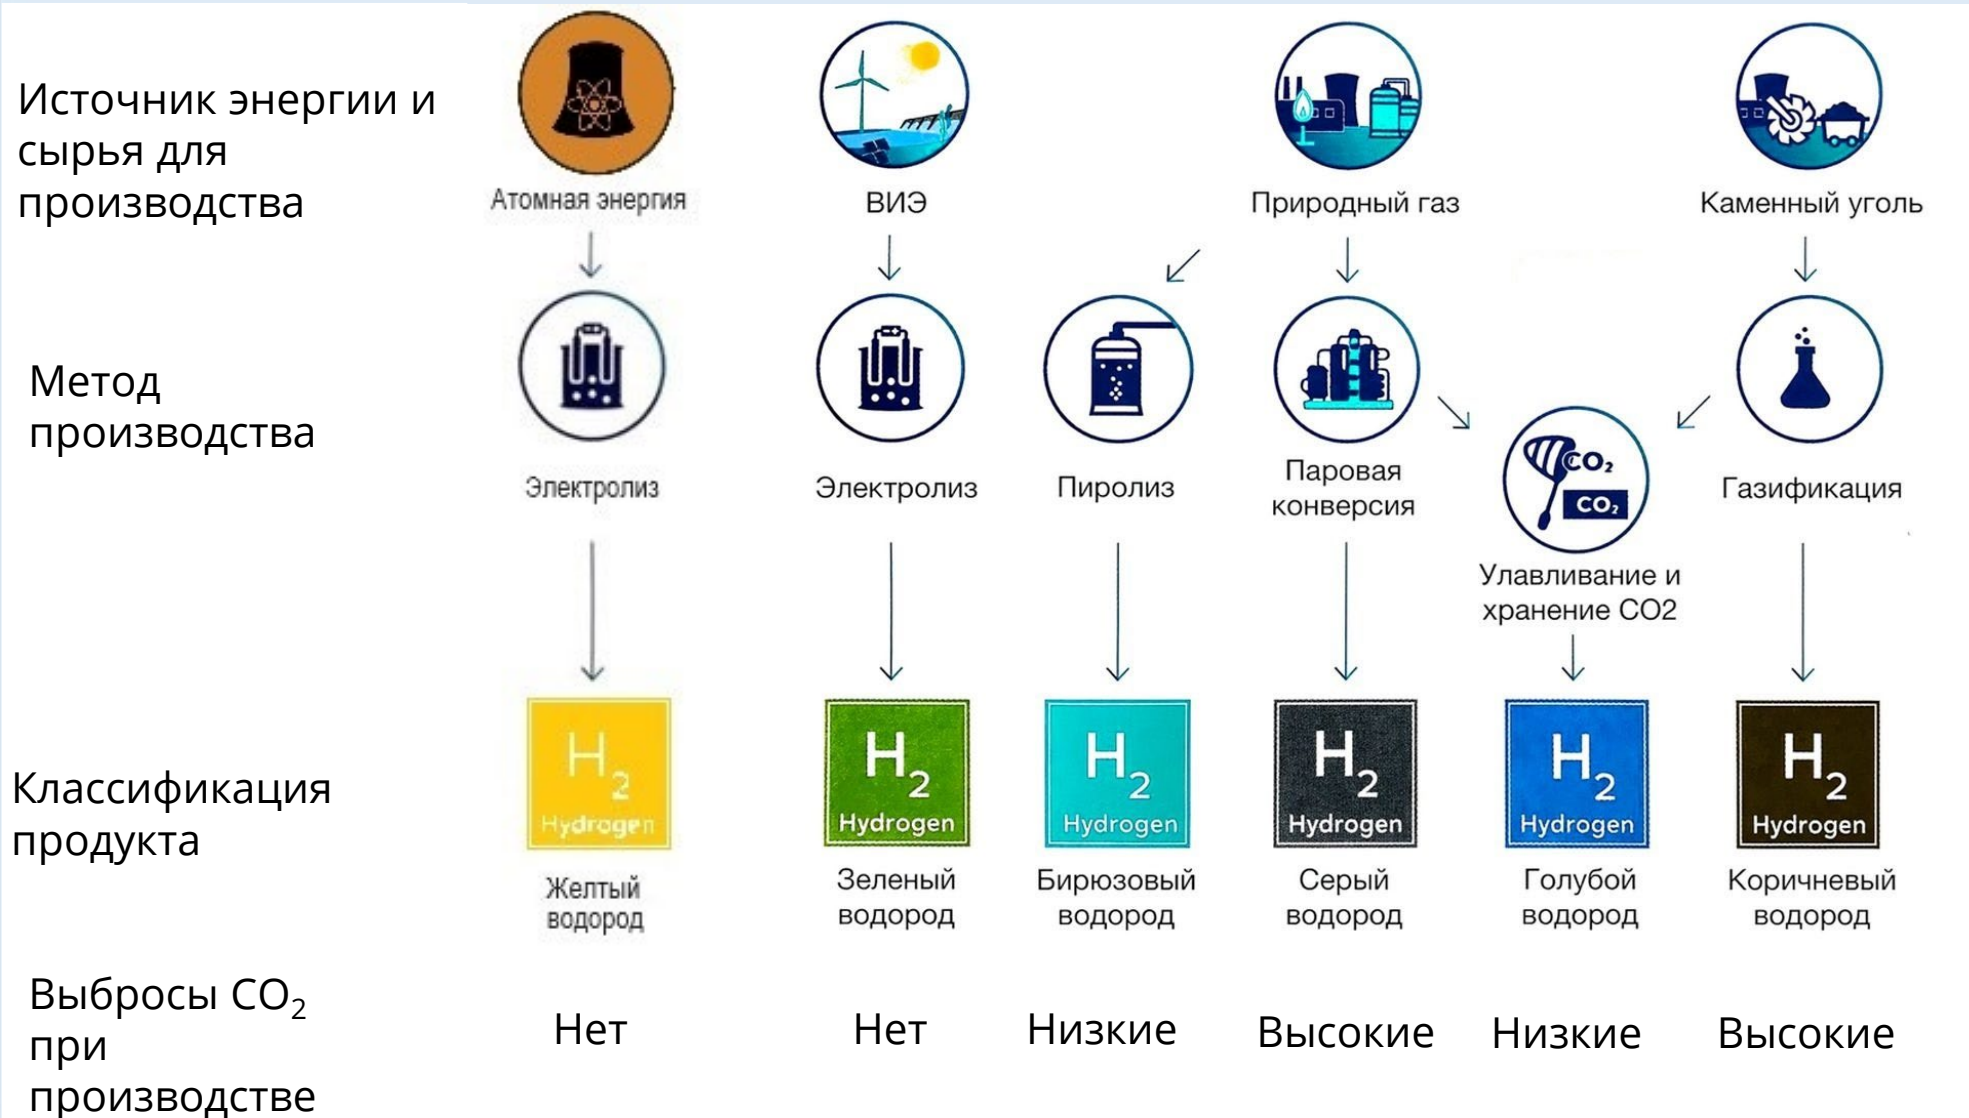 Источник энергии и
сырья для
производства
Атомная энергия
ВИЭ
Природный газ
Каменный уголь
Метод
производства
Электролиз
Электролиз
Пиролиз
Паровая
конверсия
CO₂
CO₂
Улавливание и
хранение CO2
Газификация
Классификация
продукта
H2
Hydrogen
Желтый
водород
H2
Hydrogen
Зеленый
водород
H2
Hydrogen
Бирюзовый
водород
H2
Hydrogen
Серый
водород
H2
Hydrogen
Голубой
водород
H2
Hydrogen
Коричневый
водород
Выбросы CO₂
при
производстве
Нет
Нет
Низкие
Высокие
Низкие
Высокие